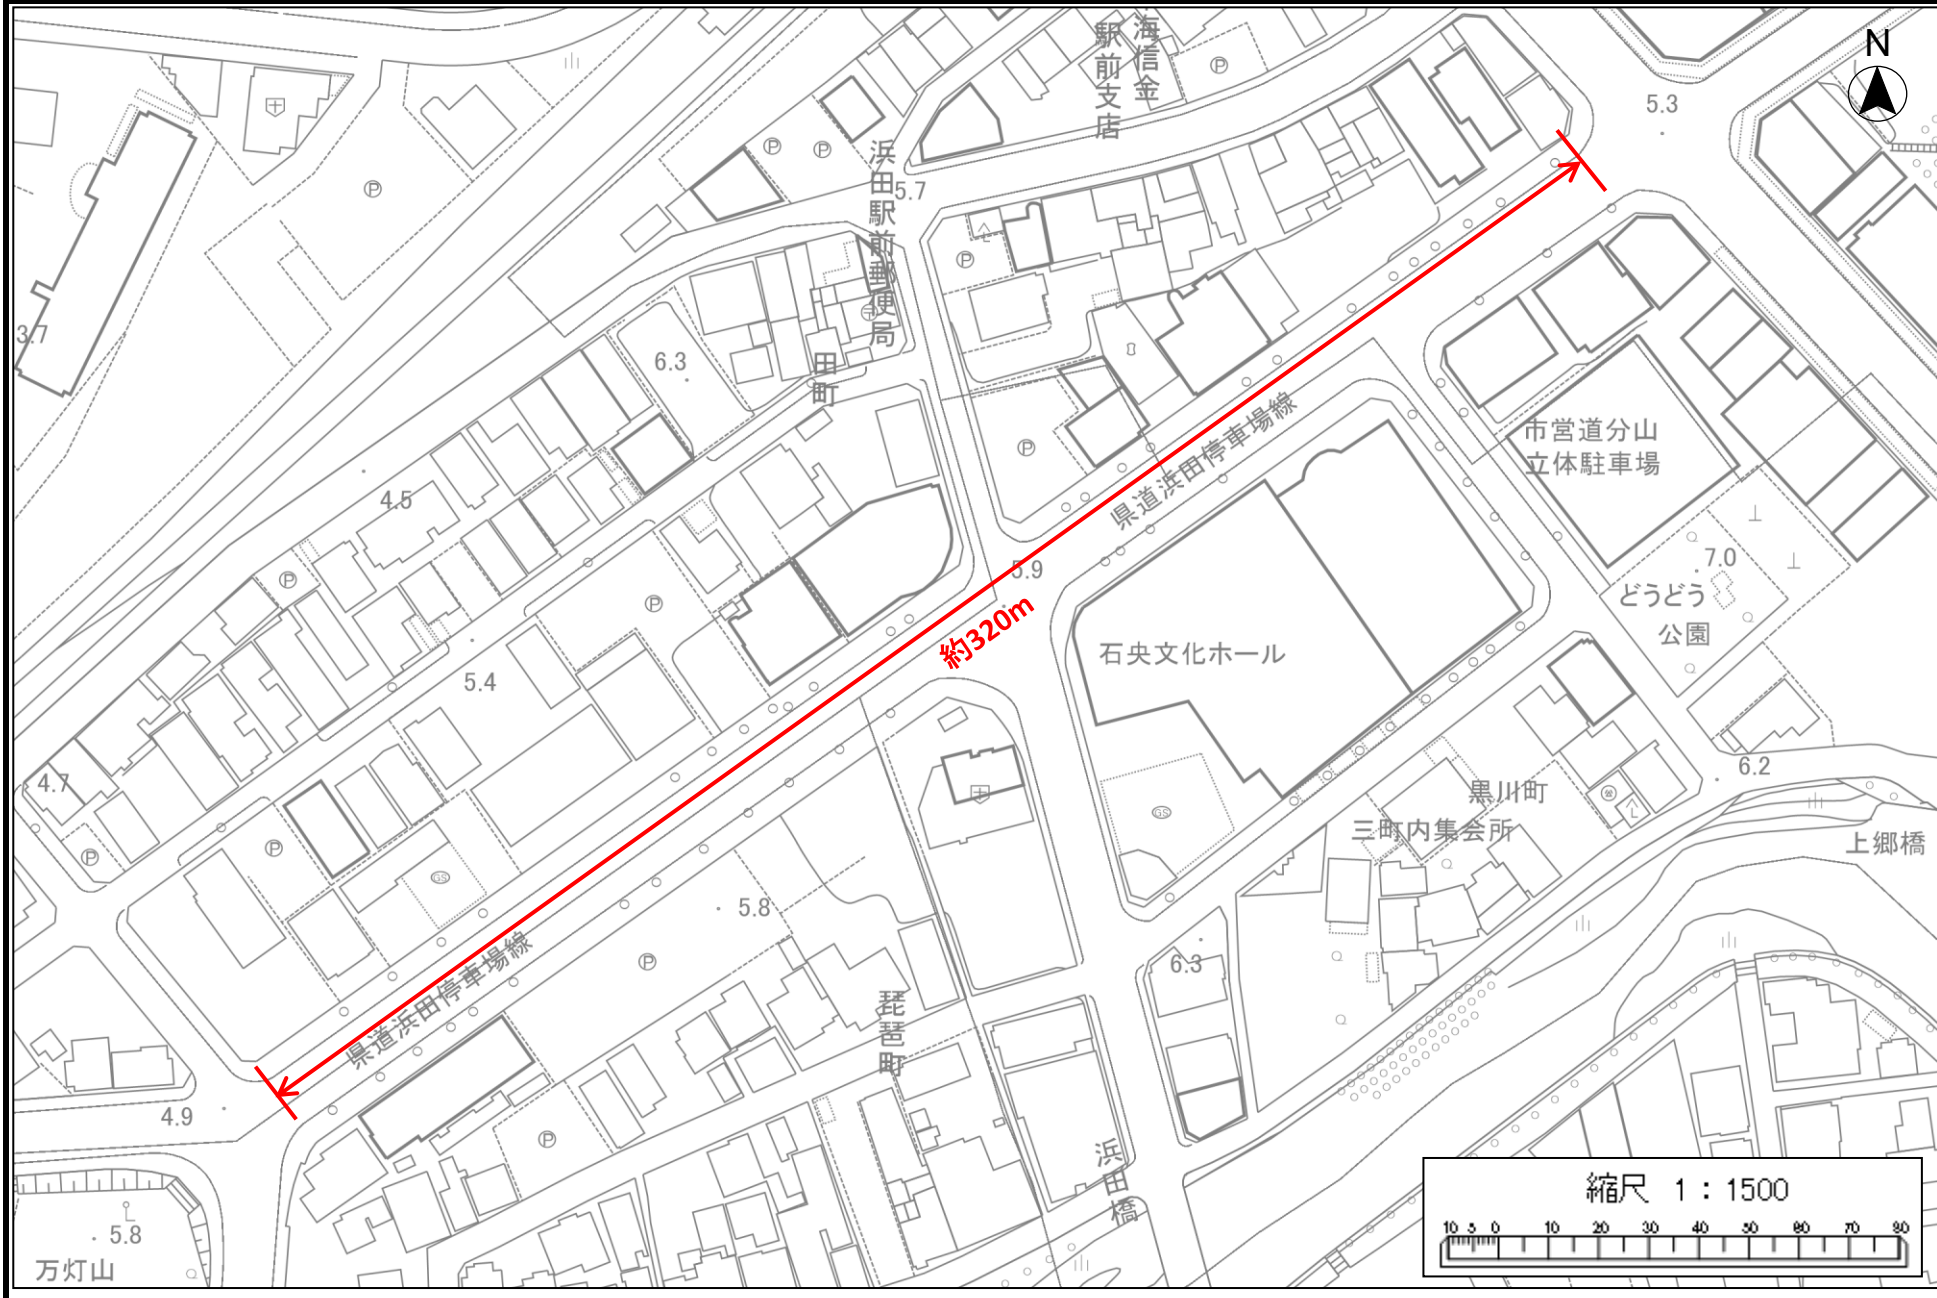 海信金
駅前支店
N
5.3
浜田駅前郵便局
5.7
3.7
6.3
田町
県道浜田停車場線
市営道分山
立体駐車場
4.5
7.0
5.9
どうどう
公園
約320m
石央文化ホール
5.4
6.2
4.7
黒川町
三町内集会所
上郷橋
5.8
6.3
県道浜田停車場線
琵琶町
4.9
浜田橋
縮尺 1：1500
10 5 0 10 20 30 40 50 60 70 80
5.8
万灯山
P
P
P
P
P
P
P
P
P
P
P
P
GS
GS